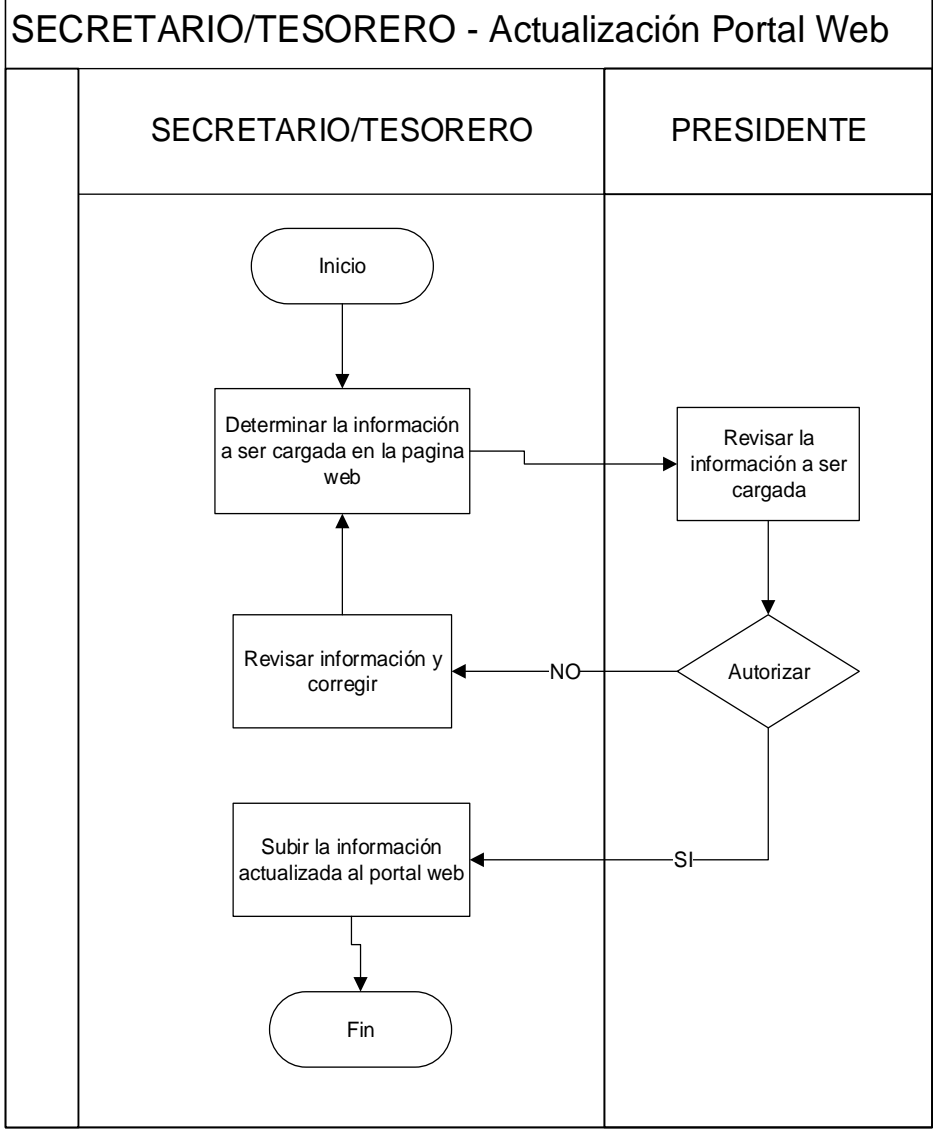 SECRETARIO/TESORERO - Actualización Portal Web
SECRETARIO/TESORERO
PRESIDENTE
Inicio
Determinar la información
a ser cargada en la pagina
web
Revisar la
información a ser
cargada
Revisar información y
corregir
NO
Autorizar
Subir la información
actualizada al portal web
SI
Fin